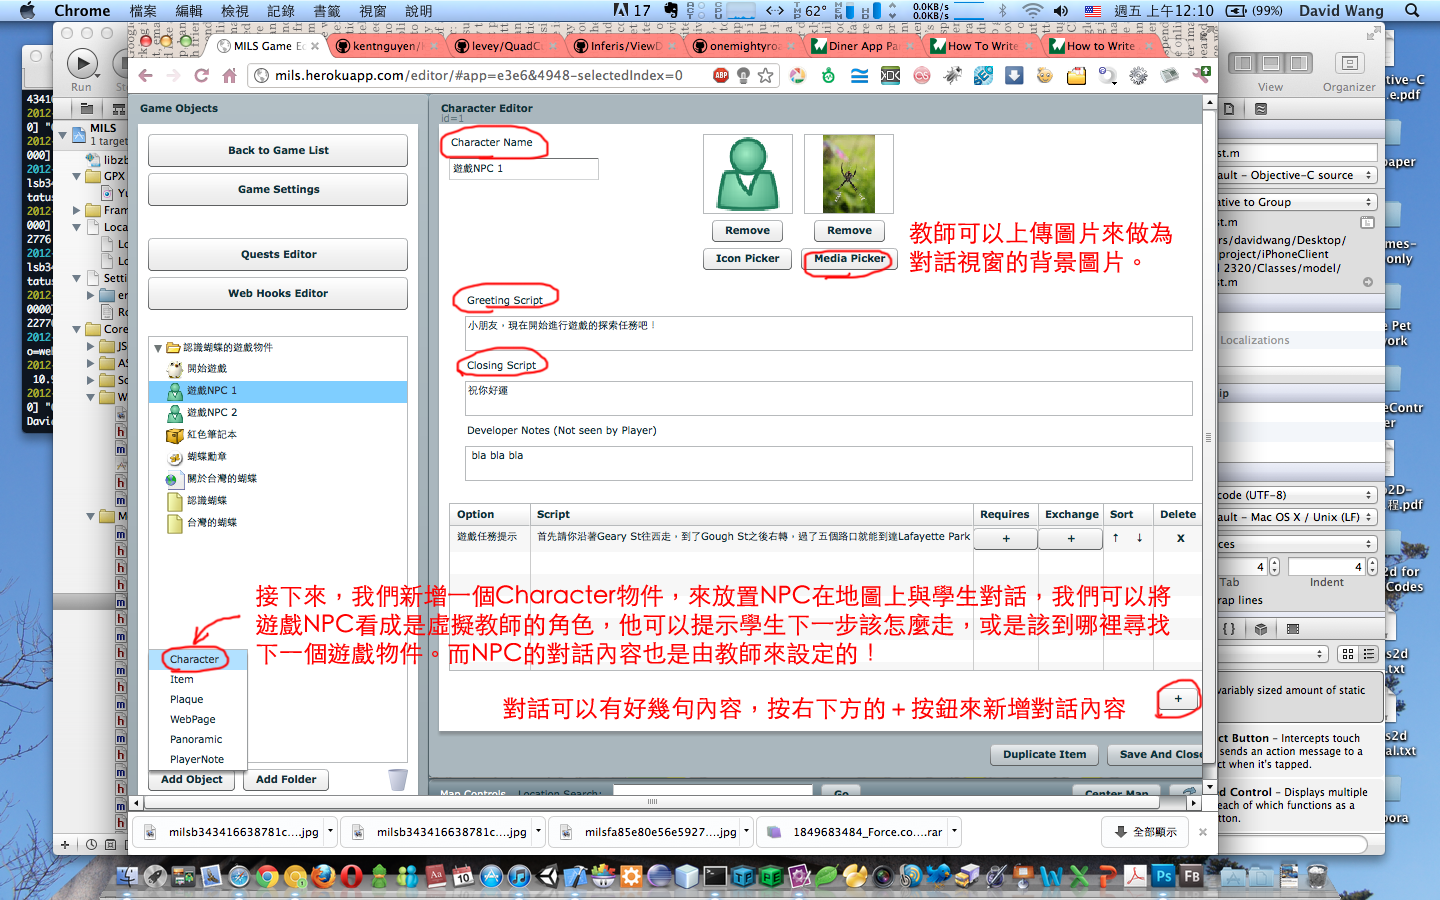 Chrome 檔案 編輯 檢視 記錄 書籤 視窗 說明
17
62°
0.0KB/s
0.0KB/s
週五 上午12:10
(99%)
David Wang
MILS Game Ed
kentnguyen/
levey/QuadC
Inferis/ViewD
onemightyroa
Diner App Pa
How To Write
How to Write
mils.herokuapp.com/editor/#app=e3e6&4948-selectedIndex=0
Run
View
Organizer
MILS
1 target
libzb
GPX
Yu
Fram
Loca
Lo
Lo
Setti
er
Ro
Core
JS
AS
So
W
M
Game Objects
Back to Game List
Game Settings
Quests Editor
Web Hooks Editor
認識蝴蝶的遊戲物件
開始遊戲
遊戲NPC 1
遊戲NPC 2
紅色筆記本
蝴蝶勳章
關於台灣的蝴蝶
認識蝴蝶
台灣的蝴蝶
Character
Item
Plaque
WebPage
Panoramic
PlayerNote
Add Object
Add Folder
Character Editor
id=1
Character Name
遊戲NPC 1
Remove
Remove
Icon Picker
Media Picker
教師可以上傳圖片來做為
對話視窗的背景圖片。
Greeting Script
小朋友，現在開始進行遊戲的探索任務吧！
Closing Script
祝你好運
Developer Notes (Not seen by Player)
bla bla bla
Option Script Requires Exchange Sort Delete
遊戲任務提示 首先請你沿著Geary St往西走，到了Gough St之後右轉，過了五個路口就能到達Lafayette Park + + ↑ ↓ X
接下來，我們新增一個Character物件，來放置NPC在地圖上與學生對話，我們可以將
遊戲NPC看成是虛擬教師的角色，他可以提示學生下一步該怎麼走，或是該到哪裡尋找
下一個遊戲物件。而NPC的對話內容也是由教師來設定的！
對話可以有好幾句內容，按右下方的＋按鈕來新增對話內容
+
Duplicate Item
Save And Close
Map Controls
Location Search:
Go
Center Map
milsb343416638781c....jpg
milsb343416638781c....jpg
milsfa85e80e56e5927....jpg
1849683484_Force.co....rar
全部顯示
st.m
ault - Objective-C source
ative to Group
st.m
ers/davidwang/Desktop/
project/iPhoneClient
2320/Classes/model/
st.m
Localizations
code (UTF-8)
ult - Mac OS X / Unix (LF)
ces
4
4
Tab
Indent
rap lines
variably sized amount of static
ct Button – Intercepts touch
sends an action message to a
ct when it's tapped.
d Control – Displays multiple
each of which functions as a
tton.